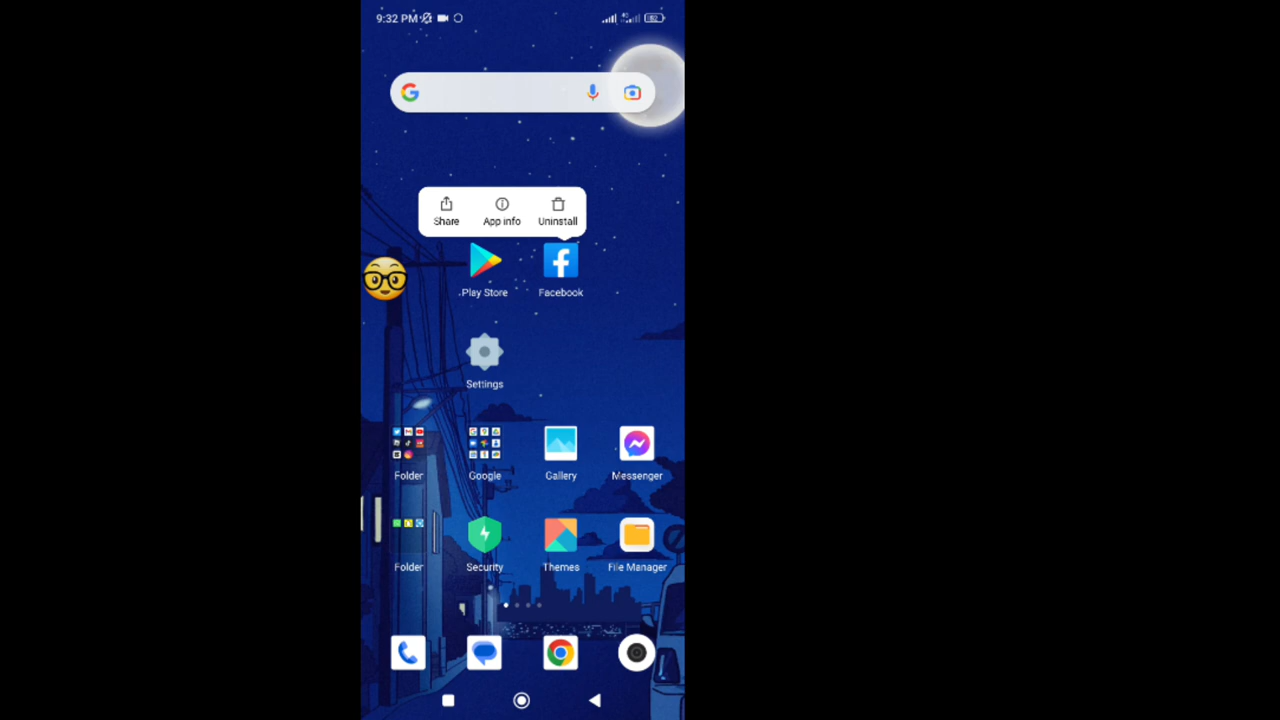 9:32 PM
82
Share App info Uninstall
Play Store Facebook
Settings
Folder Google Gallery Messenger
Folder Security Themes File Manager